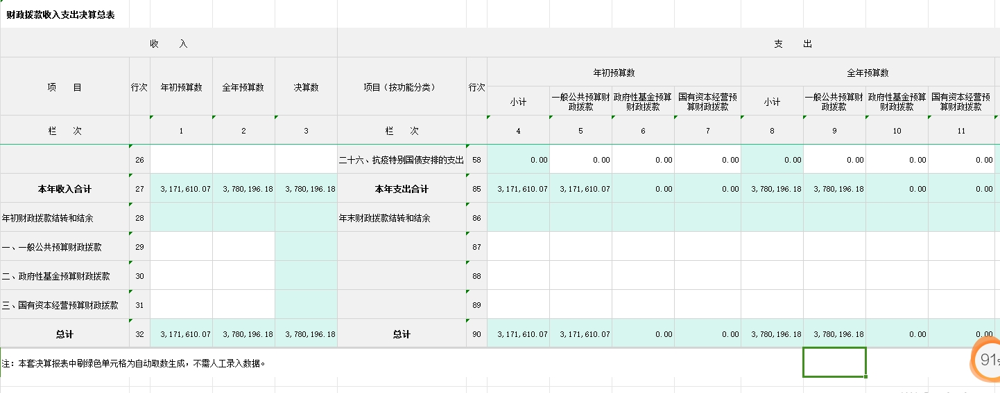 财政拨款收入支出决算总表
收 入 支 出
项 目 行次 年初预算数 全年预算数 决算数 项目（按功能分类） 行次 年初预算数 全年预算数
小计 一般公共预算财政拨款 政府性基金预算财政拨款 国有资本经营预算财政拨款 小计 一般公共预算财政拨款 政府性基金预算财政拨款 国有资本经营预算财政拨款
栏 次 1 2 3 栏 次 4 5 6 7 8 9 10 11
26 二十六、抗疫特别国债安排的支出 58 0.00 0.00 0.00 0.00 0.00 0.00 0.00 0.00
本年收入合计 27 3,171,610.07 3,780,196.18 3,780,196.18 本年支出合计 85 3,171,610.07 3,171,610.07 0.00 0.00 3,780,196.18 3,780,196.18 0.00 0.00
年初财政拨款结转和结余 28 年末财政拨款结转和结余 86
一、一般公共预算财政拨款 29 87
二、政府性基金预算财政拨款 30 88
三、国有资本经营预算财政拨款 31 89
总计 32 3,171,610.07 3,780,196.18 3,780,196.18 总计 90 3,171,610.07 3,171,610.07 0.00 0.00 3,780,196.18 3,780,196.18 0.00 0.00
注：本套决算报表中刷绿色单元格为自动取数生成，不需人工录入数据。
91